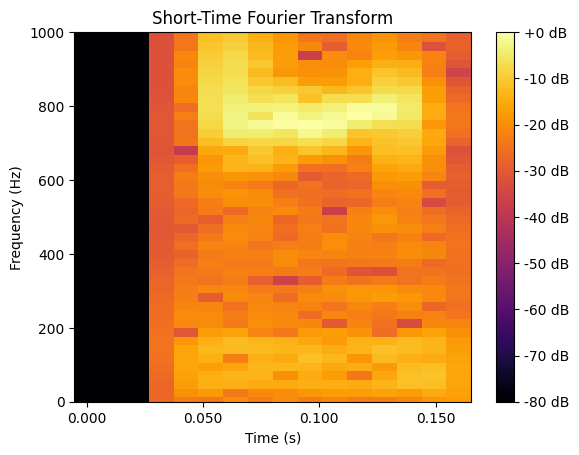 Short-Time Fourier Transform
1000
800
600
400
200
0
Frequency (Hz)
0.000
0.050
0.100
0.150
Time (s)
+0 dB
-10 dB
-20 dB
-30 dB
-40 dB
-50 dB
-60 dB
-70 dB
-80 dB